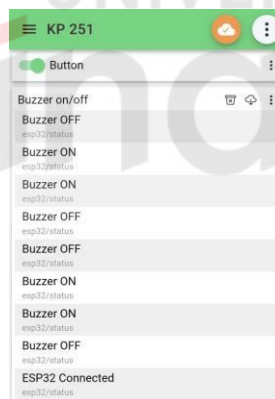 KP 251
Button
Buzzer on/off
Buzzer OFF
esp32/status
Buzzer ON
esp32/status
Buzzer ON
esp32/status
Buzzer OFF
esp32/status
Buzzer OFF
esp32/status
Buzzer ON
esp32/status
Buzzer ON
esp32/status
Buzzer OFF
esp32/status
ESP32 Connected
esp32/status